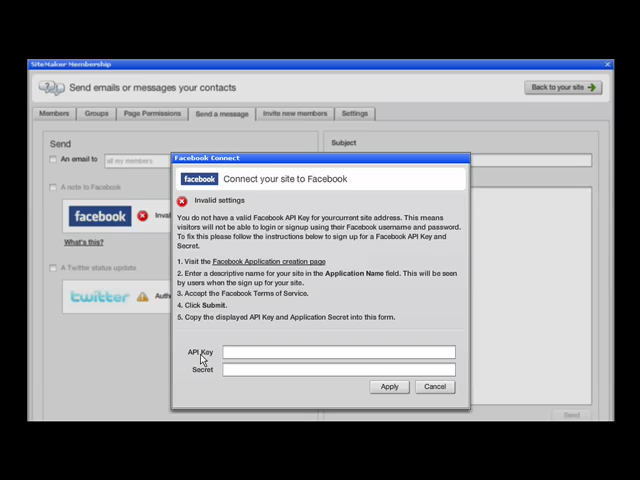 SiteMaker Membership
Send emails or messages your contacts
Back to your site
Members Groups Page Permissions Send a message Invite new members Settings
Send
Subject
An email to all my members
A note to Facebook
facebook
What's this?
A Twitter status update
twitter
Facebook Connect
facebook Connect your site to Facebook
Invalid settings
You do not have a valid Facebook API Key for yourcurrent site address. This means
visitors will not be able to login or signup using their Facebook username and password.
To fix this please follow the instructions below to sign up for a Facebook API Key and
Secret.
1. Visit the Facebook Application creation page
2. Enter a descriptive name for your site in the Application Name field. This will be seen
by users when the sign up for your site.
3. Accept the Facebook Terms of Service.
4. Click Submit.
5. Copy the displayed API Key and Application Secret into this form.
API Key
Secret
Apply Cancel
Send